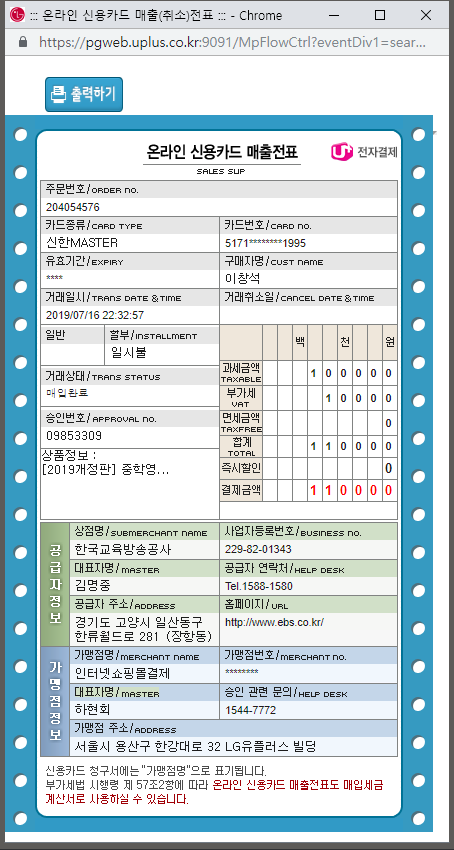 ::: 온라인 신용카드 매출(취소)전표 ::: - Chrome
https://pgweb.uplus.co.kr:9091/MpFlowCtrl?eventDiv1=sear...
출력하기
온라인 신용카드 매출전표
SALES SUP
U+ 전자결제
주문번호/ORDER NO.
204054576
카드종류/CARD TYPE 카드번호/CARD NO.
신한MASTER 5171********1995
유효기간/EXPIRY 구매자명/CUST NAME
**** 이창석
거래일시/TRANS DATE &TIME 거래취소일/CANCEL DATE &TIME
2019/07/16 22:32:57
일반 할부/INSTALLMENT
일시불
거래상태/TRANS STATUS
매입완료
승인번호/APPROVAL NO.
09853309
상품정보 :
[2019개정판] 중학영...
백 천 원
과세금액 TAXABLE 1 0 0 0 0 0
부가세 VAT 1 0 0 0 0
면세금액 TAXFREE 0
합계 TOTAL 1 1 0 0 0 0
즉시할인 0
결제금액 1 1 0 0 0 0
공급자정보
상점명/SUBMERCHANT NAME 사업자등록번호/BUSINESS NO.
한국교육방송공사 229-82-01343
대표자명/MASTER 공급자 연락처/HELP DESK
김명중 Tel.1588-1580
공급자 주소/ADDRESS 홈페이지/URL
경기도 고양시 일산동구 http://www.ebs.co.kr/
한류월드로 281 (장항동)
가맹점정보
가맹점명/MERCHANT NAME 가맹점번호/MERCHANT NO.
인터넷쇼핑몰결제 ********
대표자명/MASTER 승인 관련 문의/HELP DESK
하현회 1544-7772
가맹점 주소/ADDRESS
서울시 용산구 한강대로 32 LG유플러스 빌딩
신용카드 청구서에는 "가맹점명"으로 표기됩니다.
부가세법 시행령 제 57조2항에 따라 온라인 신용카드 매출전표도 매입세금
계산서로 사용하실 수 있습니다.